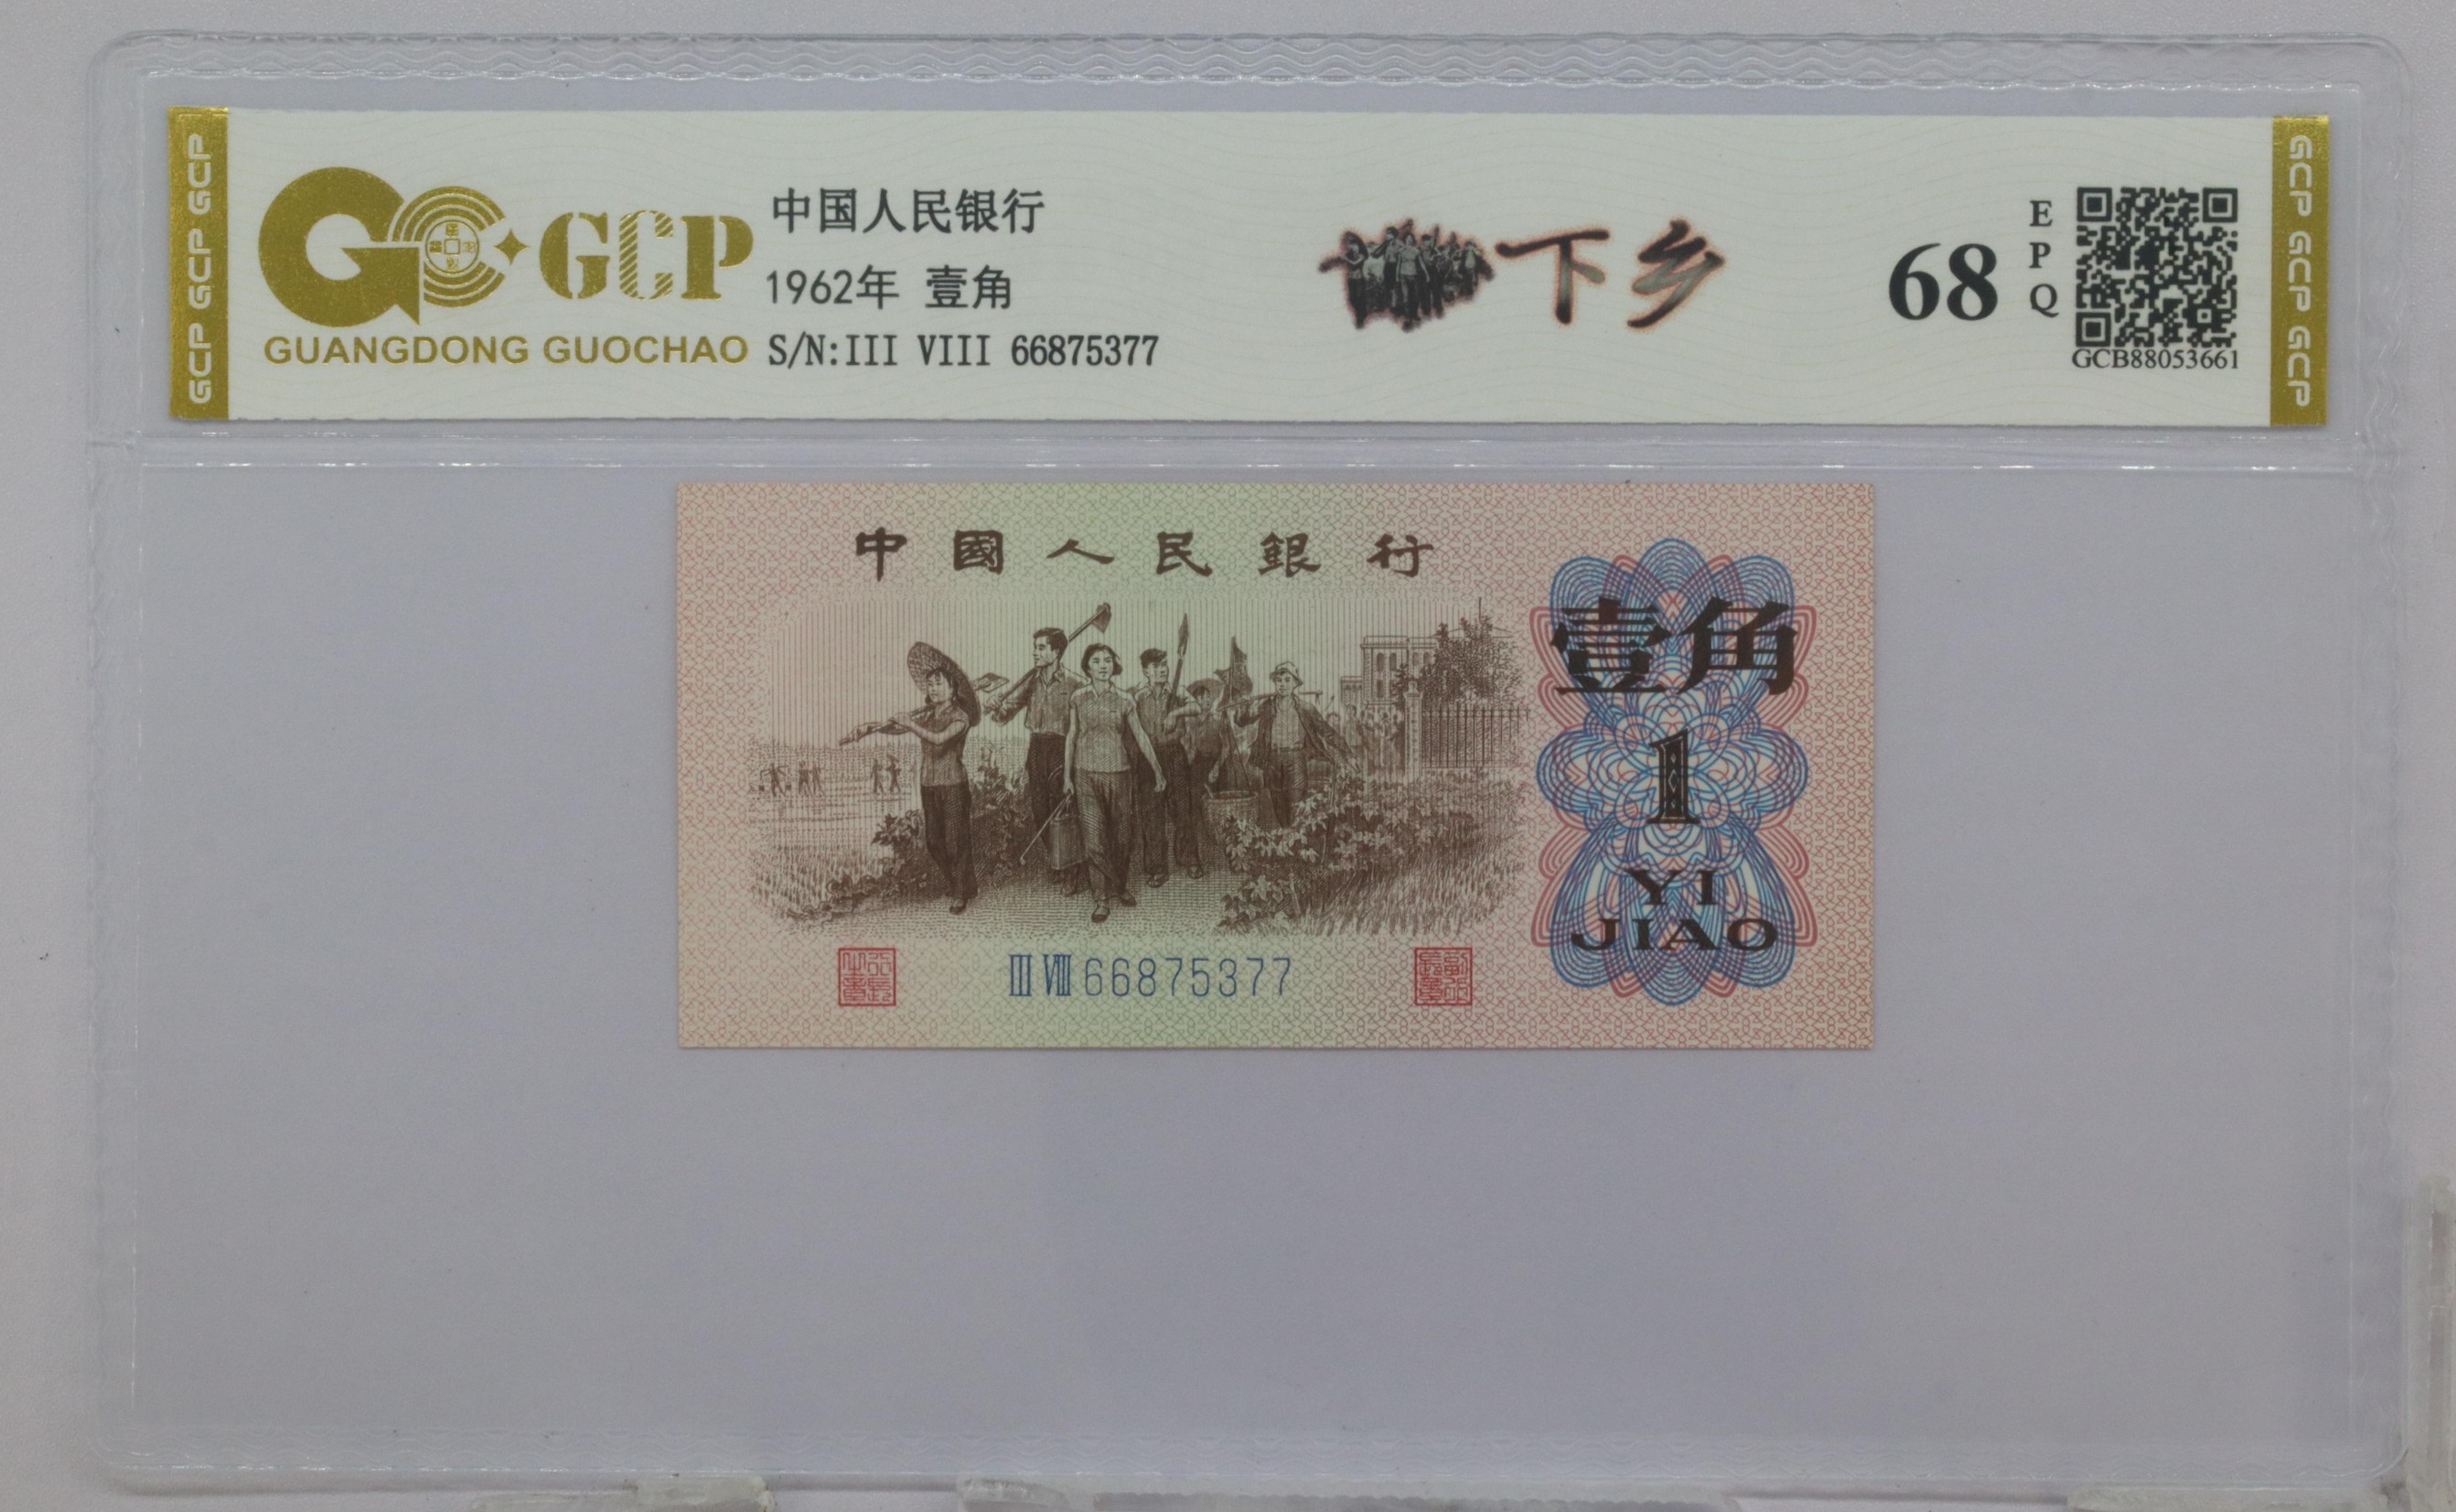 GCP GCP GCP
GCP
GUANGDONG GUOCHAO
中国人民银行
1962年 壹角
S/N:III VIII 66875377
下乡
68
EPQ
GCB88053661
GCP GCP GCP
中國人民銀行
壹角
1
YI
JIAO
III VIII 66875377